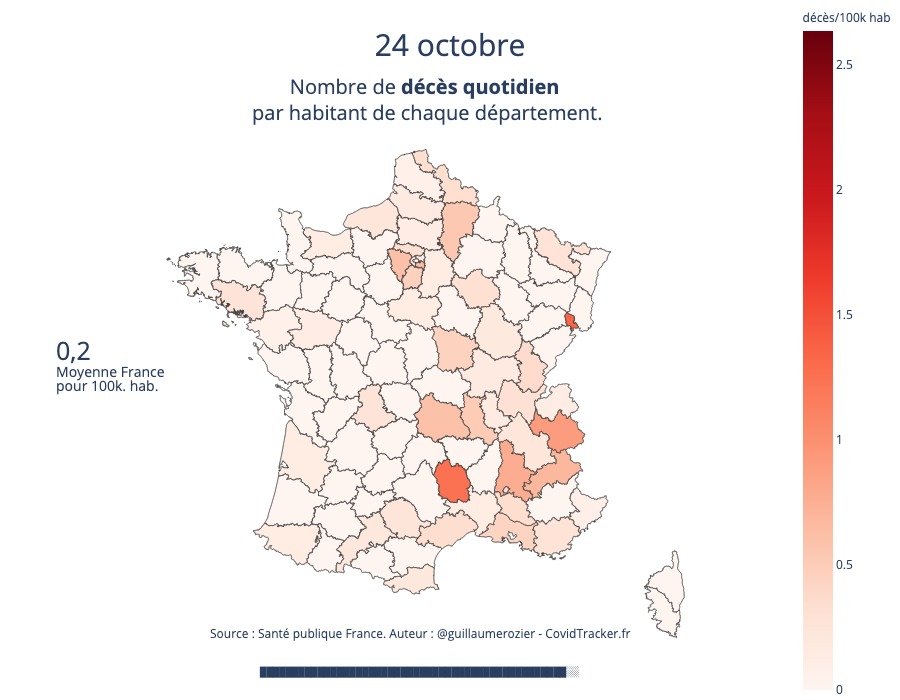 décès/100k hab
24 octobre
Nombre de décès quotidien
par habitant de chaque département.
2.5
2
1.5
0,2
Moyenne France
pour 100k. hab.
1
0.5
Source : Santé publique France. Auteur : @guillaumerozier - CovidTracker.fr
0